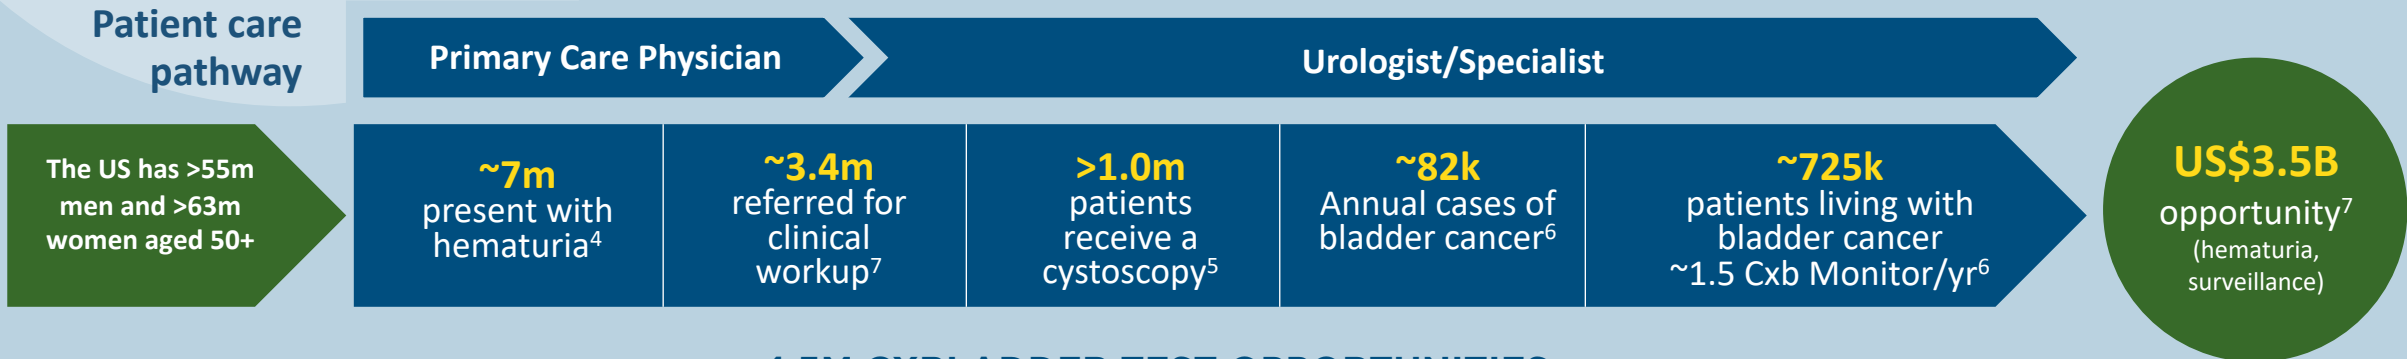 Patient care
pathway
Primary Care Physician
Urologist/Specialist
The US has >55m
men and >63m
women aged 50+
~7m
present with
hematuria4
~3.4m
referred for
clinical
workup7
>1.0m
patients
receive a
cystoscopy5
~82k
Annual cases of
bladder cancer6
~725k
patients living with
bladder cancer
~1.5 Cxb Monitor/yr6
US$3.5B
opportunity7
(hematuria,
surveillance)